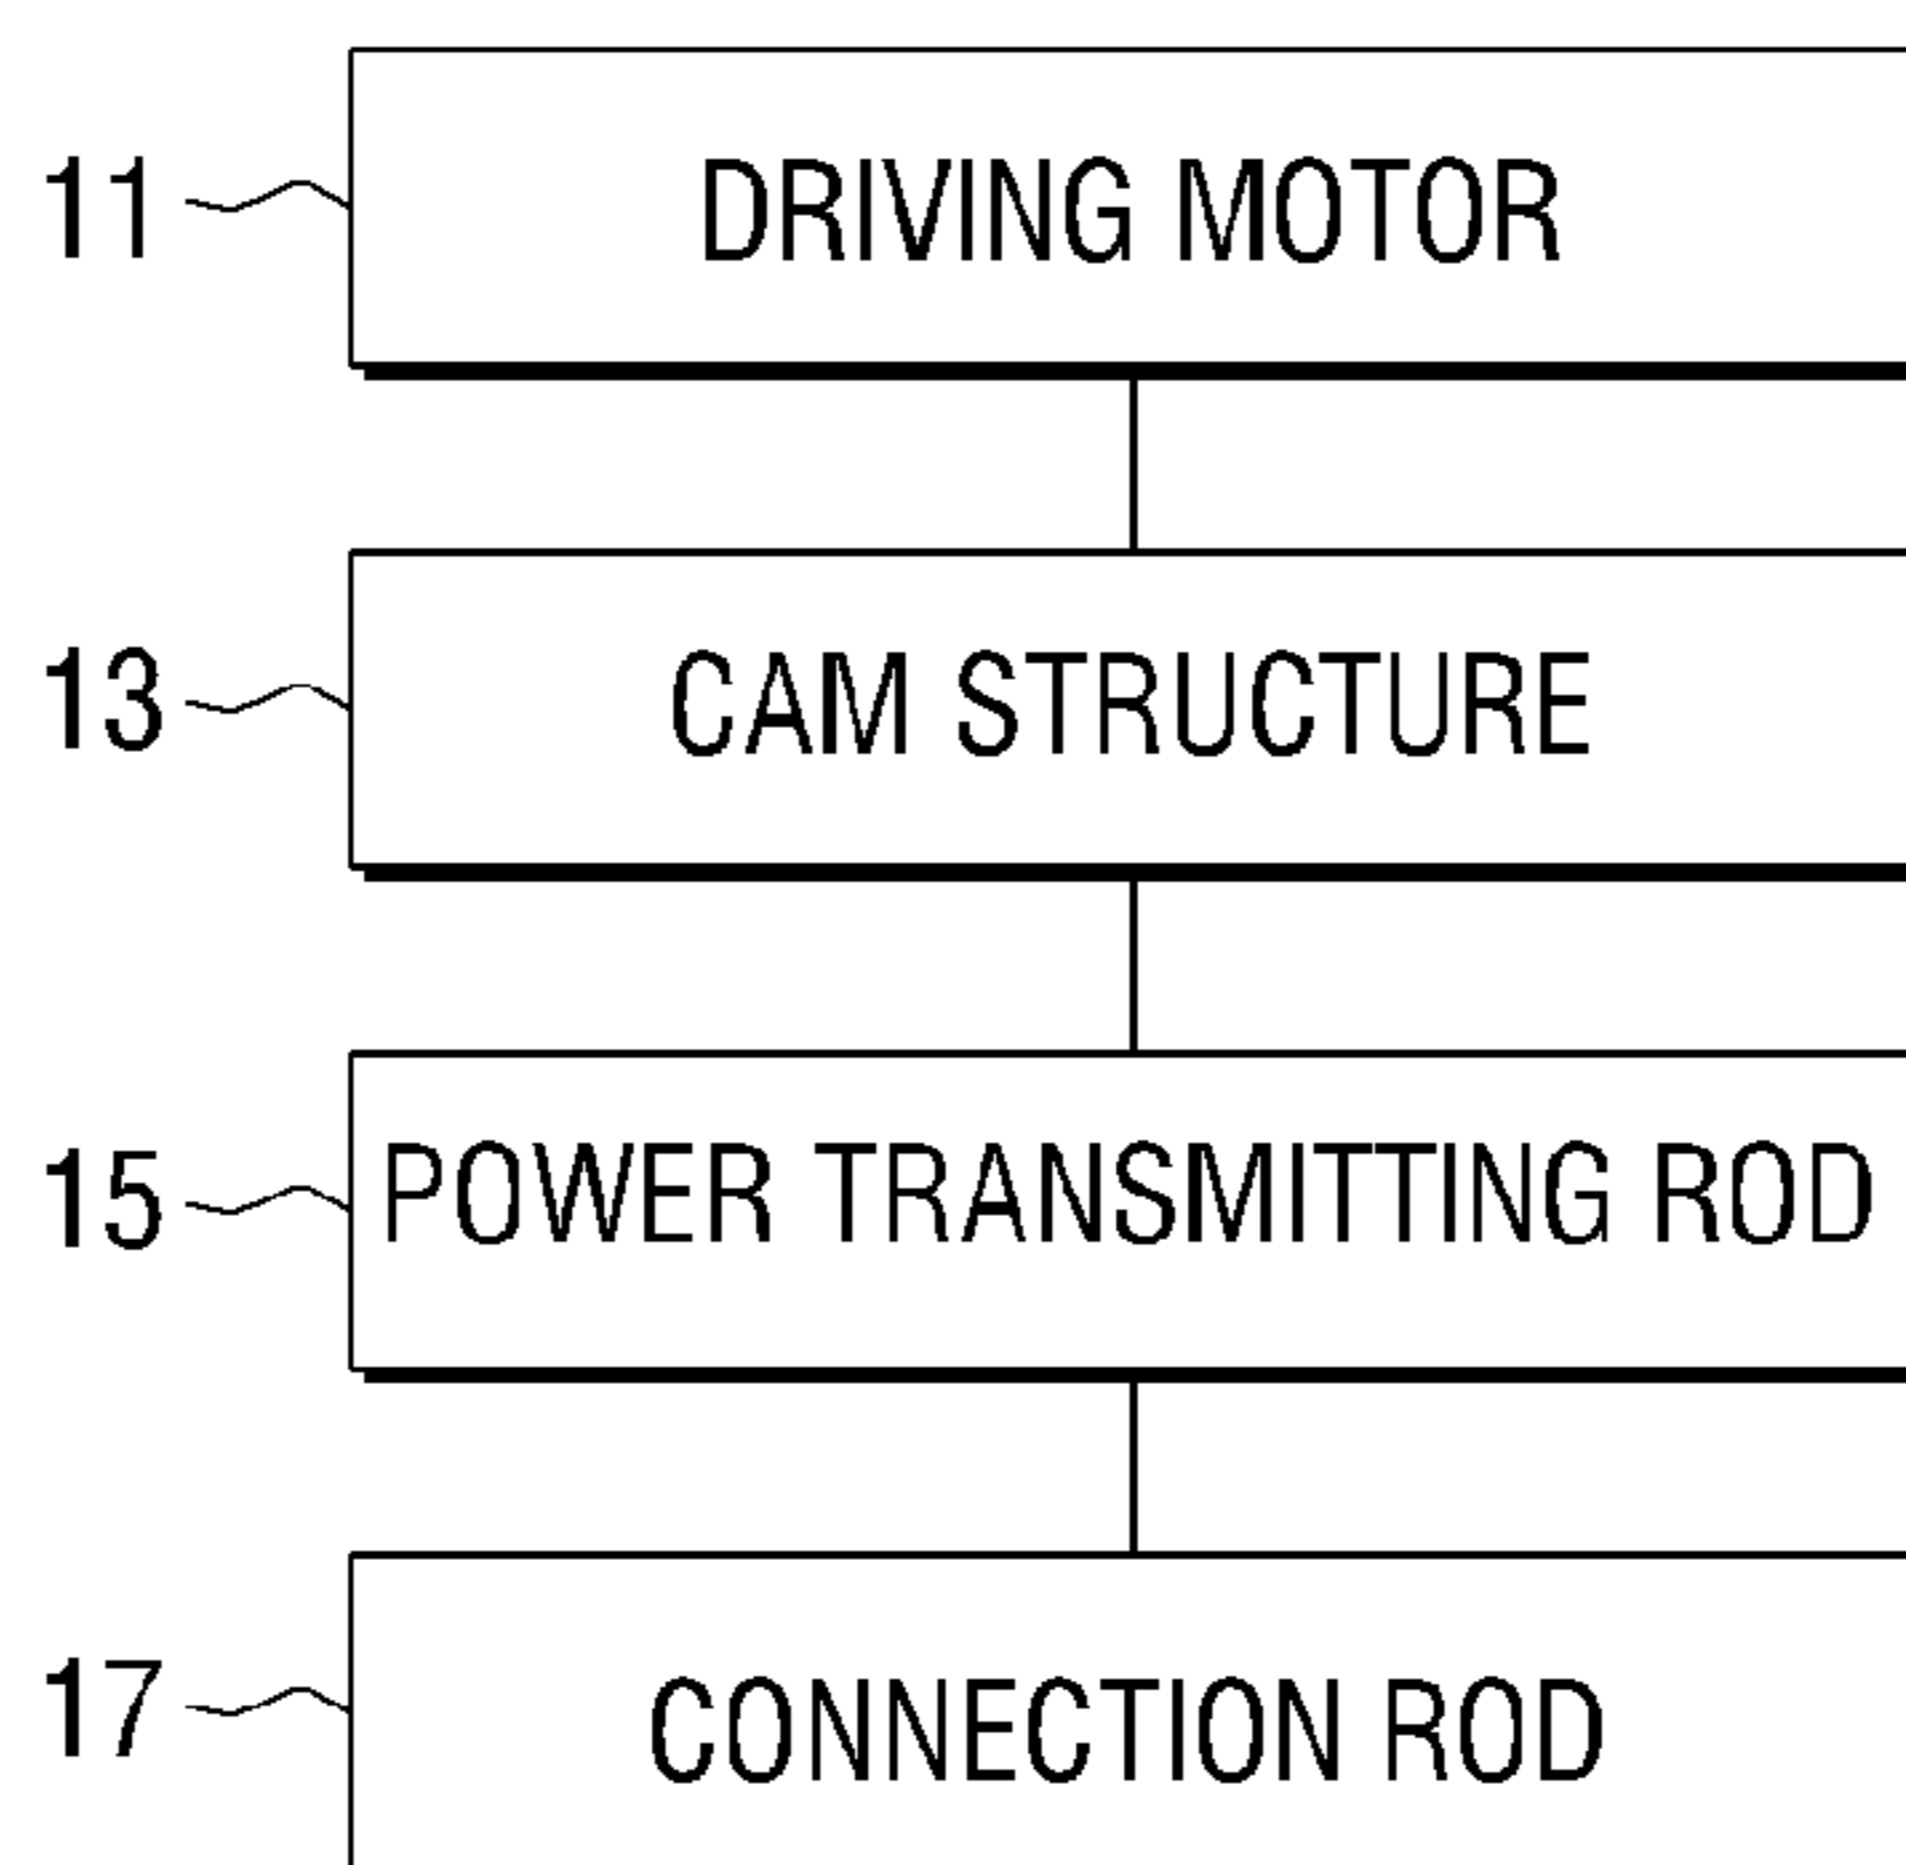 11 DRIVING MOTOR
13 CAM STRUCTURE
15 POWER TRANSMITTING ROD
17 CONNECTION ROD